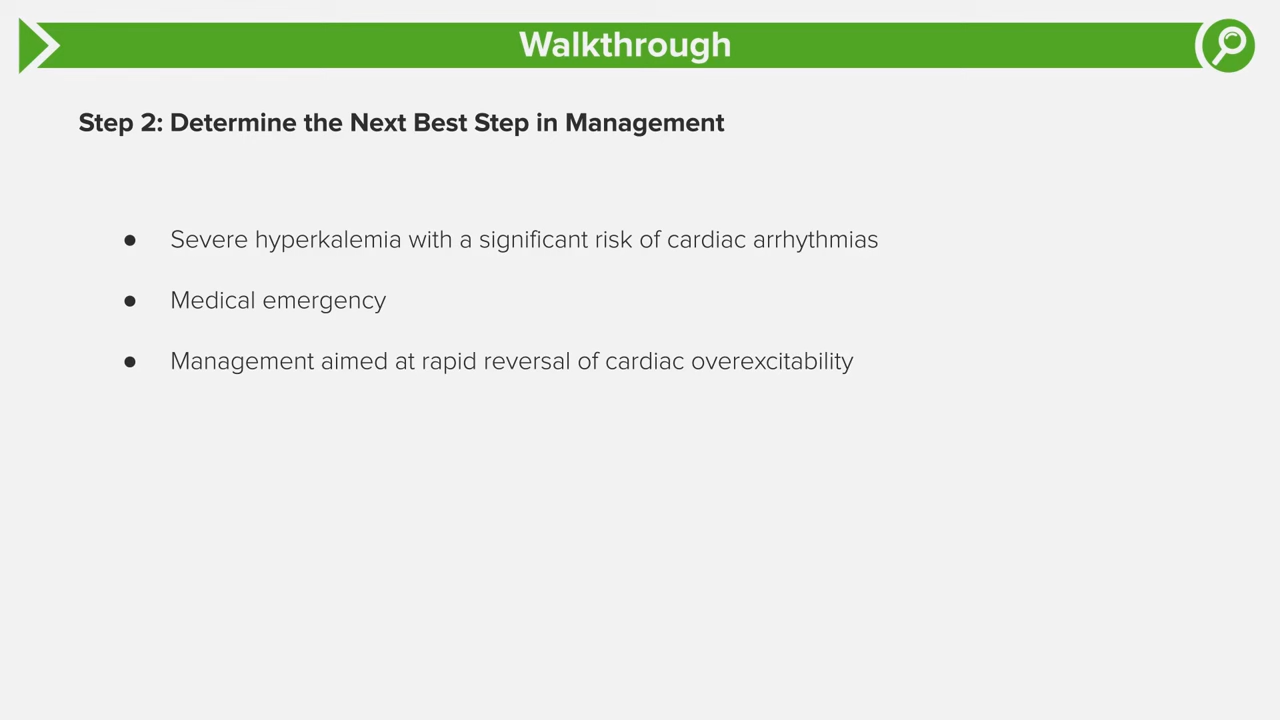 Walkthrough
Step 2: Determine the Next Best Step in Management
● Severe hyperkalemia with a significant risk of cardiac arrhythmias
● Medical emergency
● Management aimed at rapid reversal of cardiac overexcitability